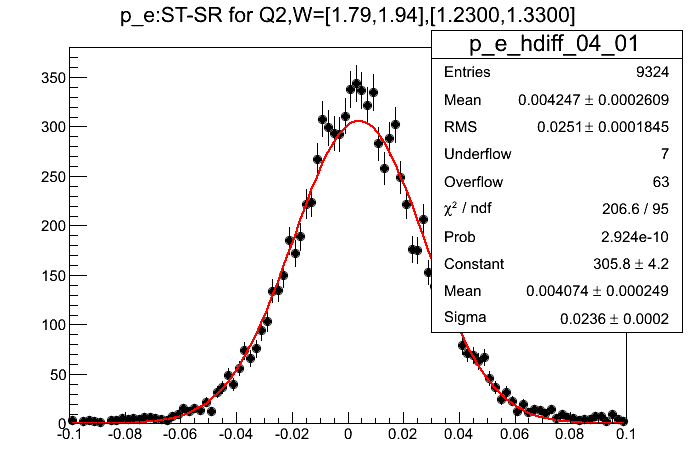 p_e:ST-SR for Q2,W=[1.79,1.94],[1.2300,1.3300]
p_e_hdiff_04_01
Entries 9324
Mean 0.004247 ± 0.0002609
RMS 0.0251 ± 0.0001845
Underflow 7
Overflow 63
χ² / ndf 206.6 / 95
Prob 2.924e-10
Constant 305.8 ± 4.2
Mean 0.004074 ± 0.000249
Sigma 0.0236 ± 0.0002
350
300
250
200
150
100
50
0
-0.1 -0.08 -0.06 -0.04 -0.02 0 0.02 0.04 0.06 0.08 0.1